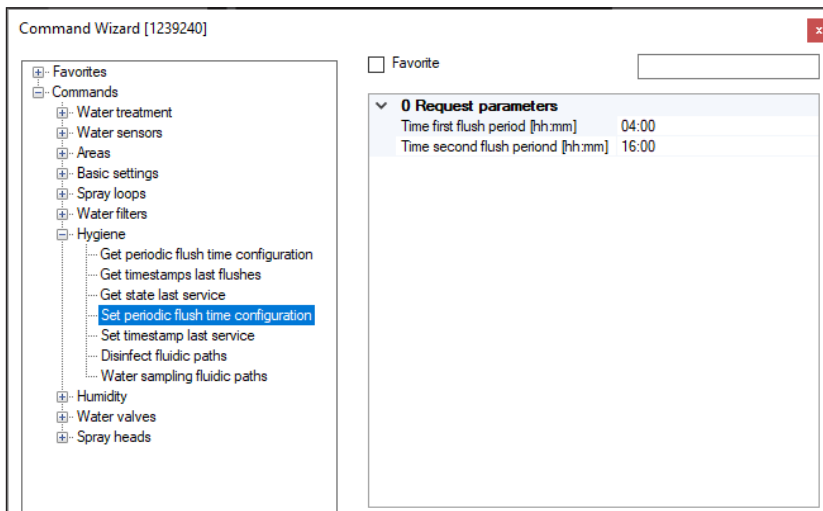 Command Wizard [1239240]
x
Favorites
Commands
Water treatment
Water sensors
Areas
Basic settings
Spray loops
Water filters
Hygiene
Get periodic flush time configuration
Get timestamps last flushes
Get state last service
Set periodic flush time configuration
Set timestamp last service
Disinfect fluidic paths
Water sampling fluidic paths
Humidity
Water valves
Spray heads
Favorite
0 Request parameters
Time first flush period [hh:mm] 04:00
Time second flush periond [hh:mm] 16:00